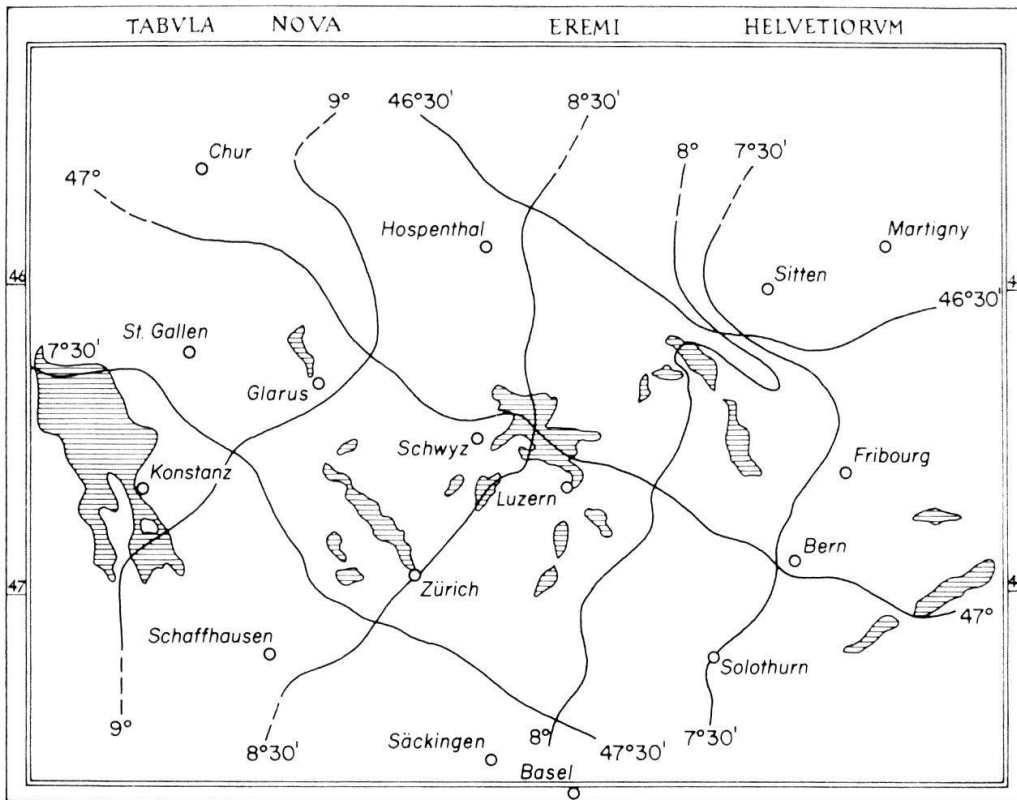 TABVLA NOVA EREMI HELVETIORVM
9° 46°30' 8°30'
8° 7°30'
Chur
47°
Hospenthal
Martigny
Sitten
46
4
46°30'
St. Gallen
7°30'
Glarus
Schwyz
Fribourg
Konstanz
Luzern
Bern
Zürich
47
4
47°
Schaffhausen
Solothurn
9°
8°30'
8°
47°30'
7°30'
Säckingen
Basel